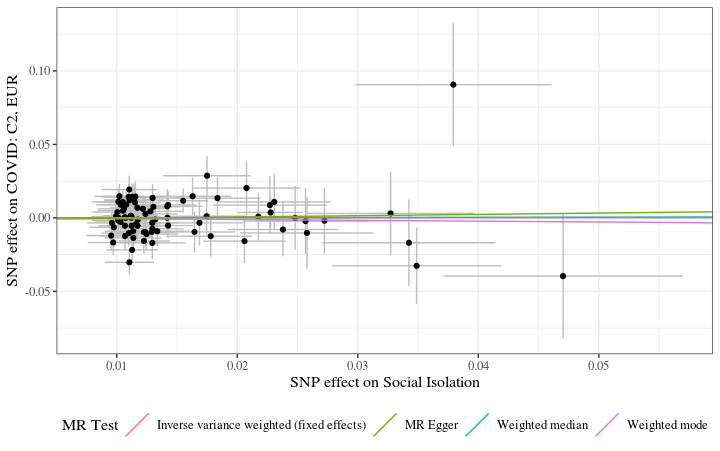 SNP effect on COVID: C2, EUR
0.10
0.05
0.00
-0.05
0.01 0.02 0.03 0.04 0.05
SNP effect on Social Isolation
MR Test Inverse variance weighted (fixed effects) MR Egger Weighted median Weighted mode